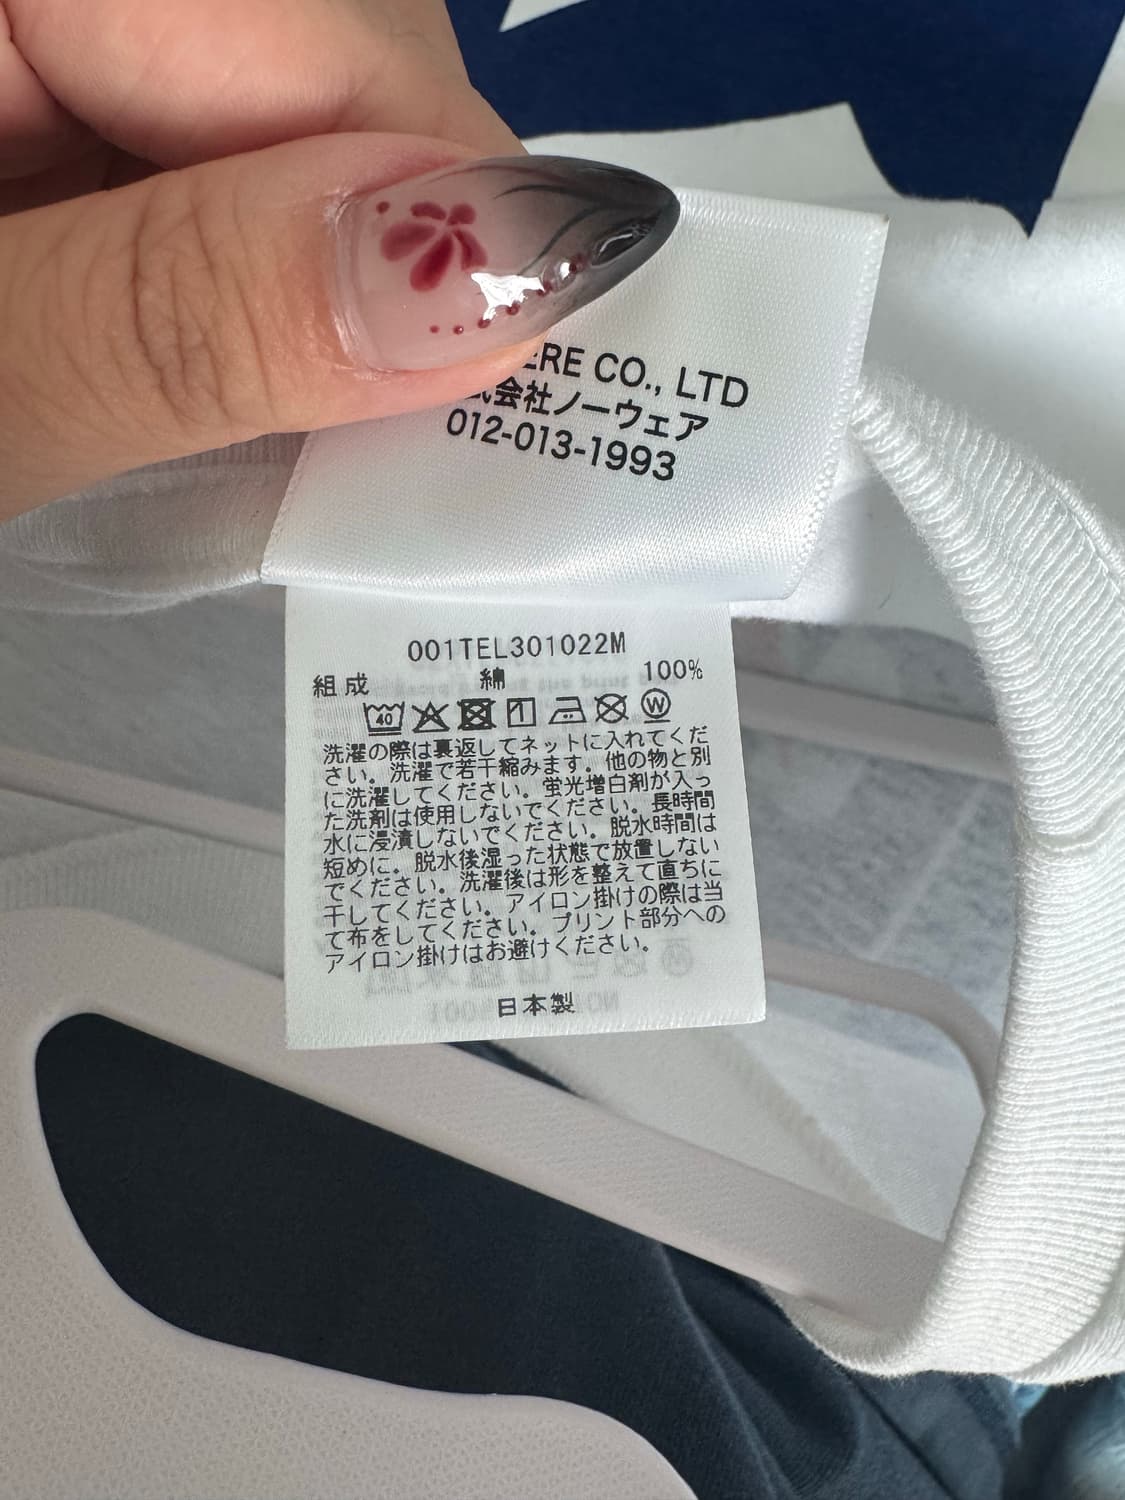 CO., LTD
会社ノーウェア
012-013-1993
001TEL301022M
組成 綿 100%
40 W
洗濯の際は裏返してネットに入れてくだ
さい。洗濯で若干縮みます。他の物と別
に洗濯してください。蛍光増白剤が入っ
た洗剤は使用しないでください。長時間
水に浸漬しないでください。脱水時間は
短めに。脱水後湿った状態で放置しない
でください。洗濯後は形を整えて直ちに
干してください。アイロン掛けの際は当
て布をしてください。プリント部分への
アイロン掛けはお避けください。
日本製